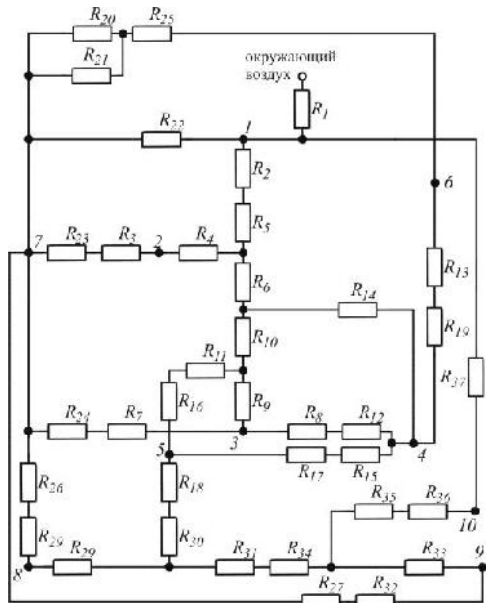 R20 R25
R21
окружающий
воздух
R1
R22 1
R2
6
R5
7 R23 R3 2 R4
R6 R13
R14
R10 R19
R11
R37
R16
R9
R24 R7 R8 R12
3 5 4
R17 R15
R26 R18
R35 R36
10
R29 R30
R31 R34 R33 9
8 R29
R27 R32